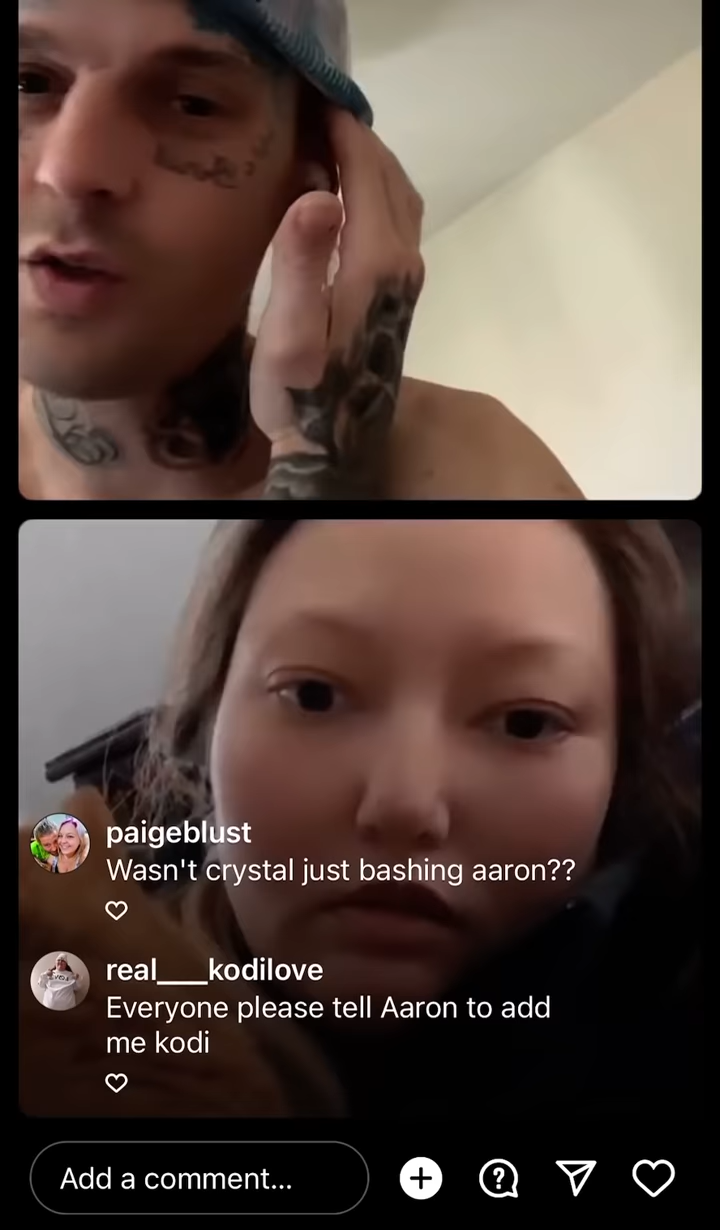 paigeblust
Wasn't crystal just bashing aaron??
real___kodilove
Everyone please tell Aaron to add
me kodi
Add a comment...